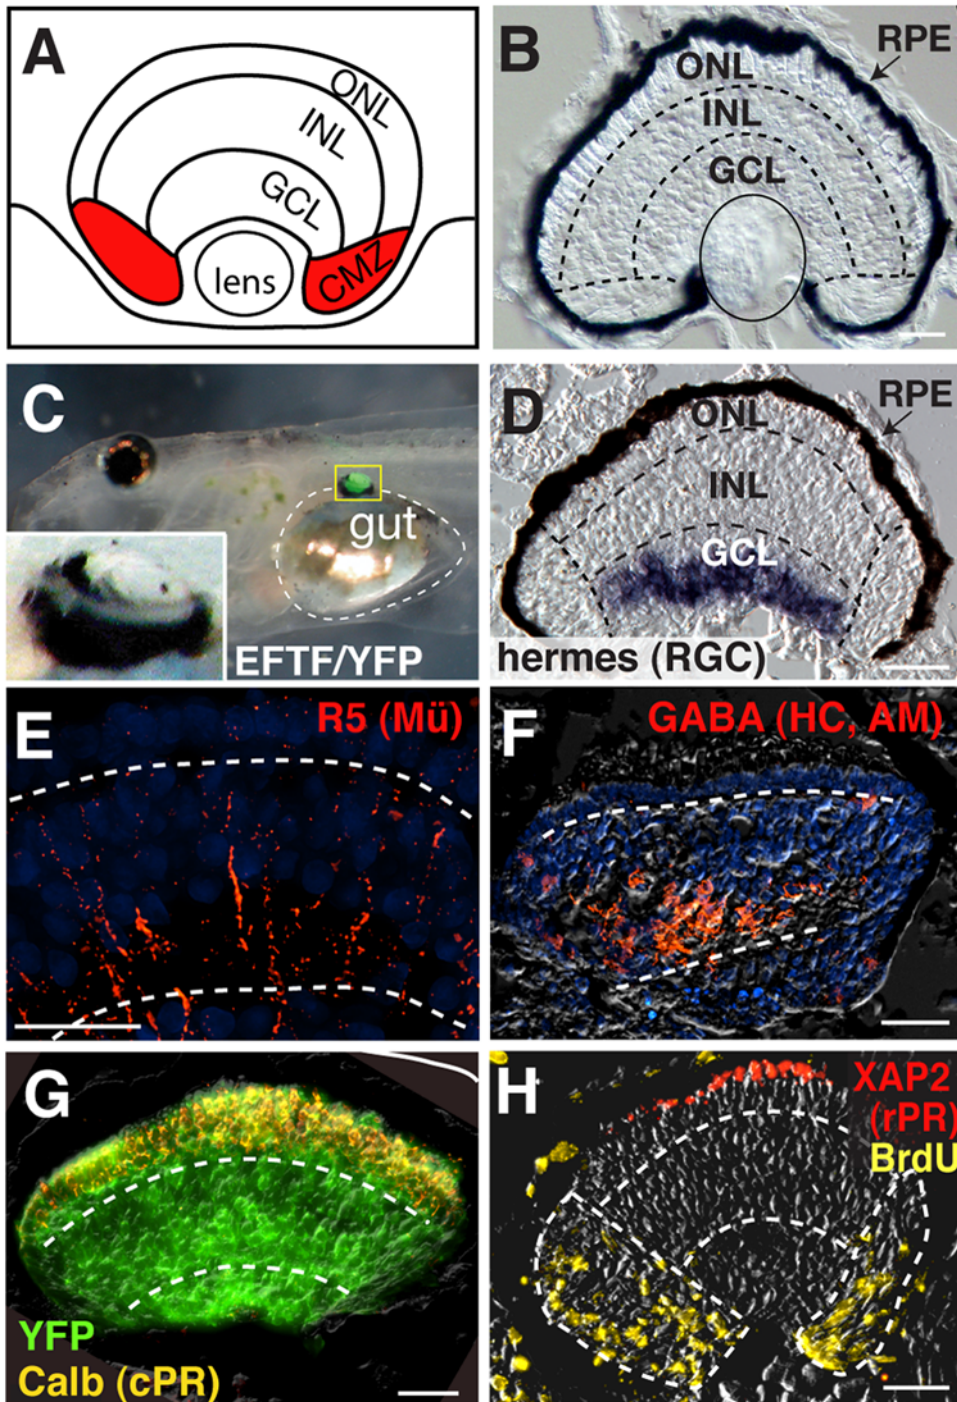 A
ONL
INL
GCL
lens
CMZ
B
RPE
ONL
INL
GCL
C
gut
EFTF/YFP
D
RPE
ONL
INL
GCL
hermes (RGC)
E
R5 (Mü)
F
GABA (HC, AM)
G
YFP
Calb (cPR)
H
XAP2
(rPR)
BrdU